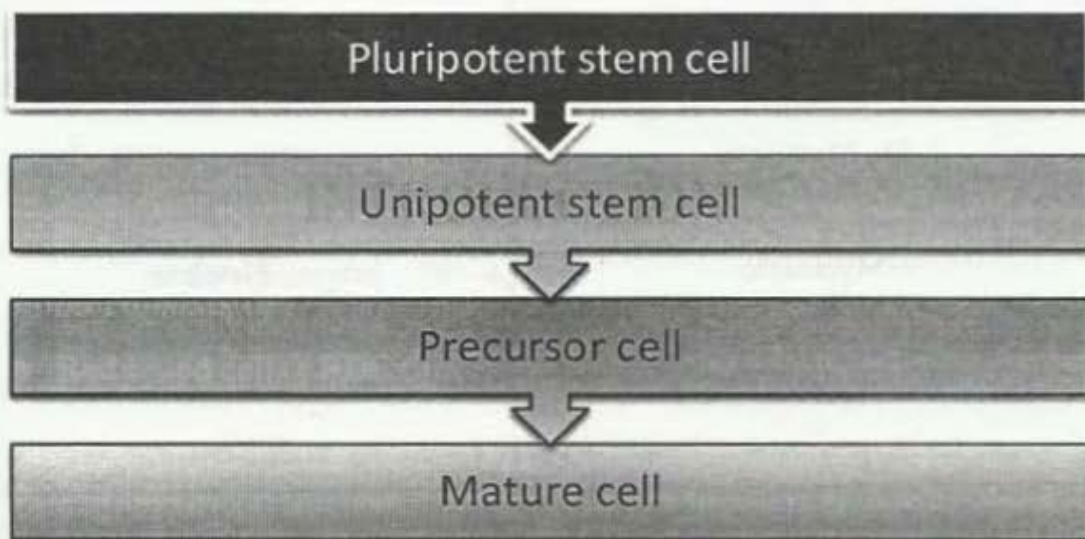 Pluripotent stem cell
Unipotent stem cell
Precursor cell
Mature cell